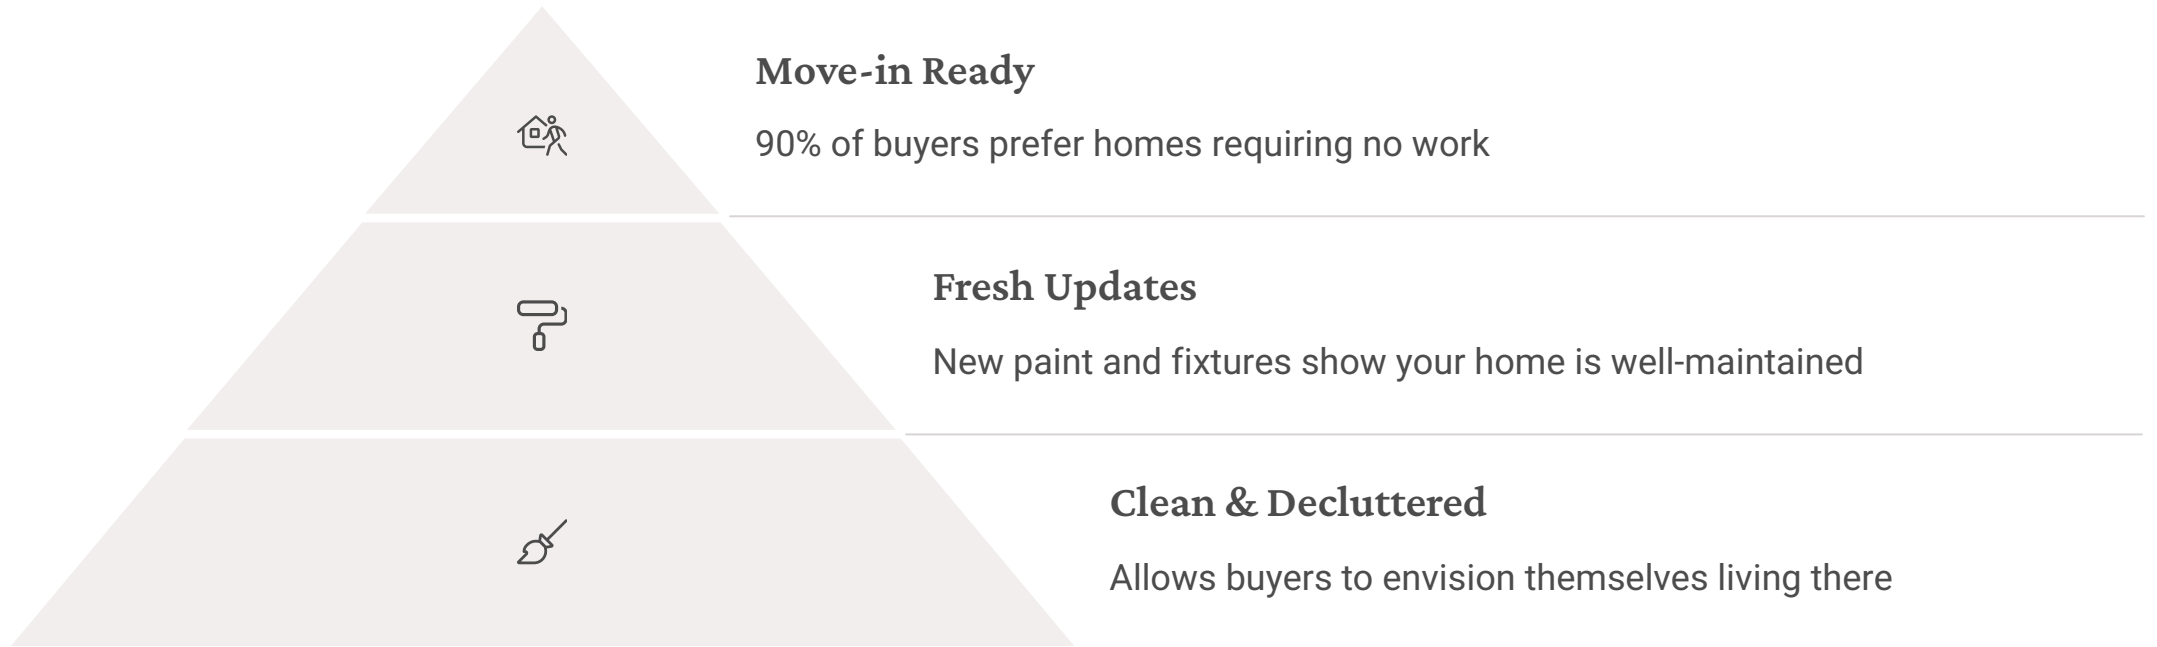 Move-in Ready
90% of buyers prefer homes requiring no work
Fresh Updates
New paint and fixtures show your home is well-maintained
Clean & Decluttered
Allows buyers to envision themselves living there